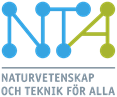 NTA
NATURVETENSKAP
OCH TEKNIK FÖR ALLA